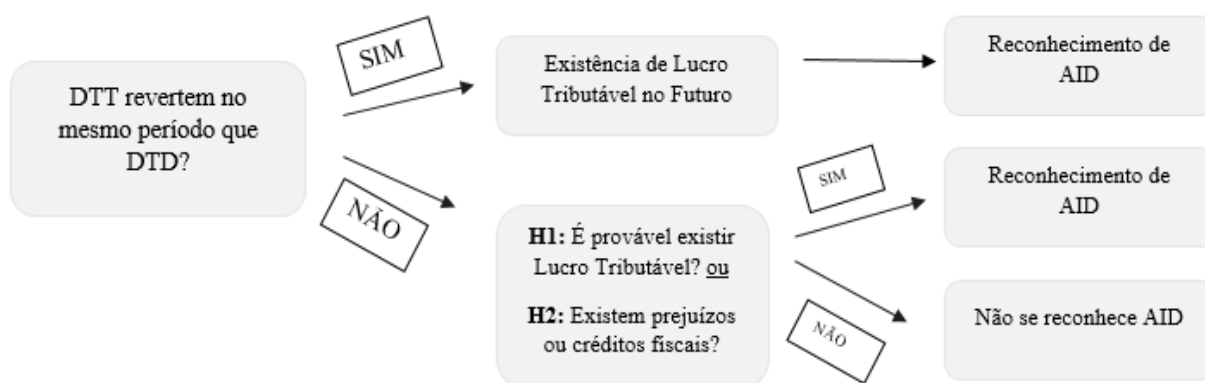 DTT revertem no
mesmo período que
DTD?
SIM
NÃO
Existência de Lucro
Tributável no Futuro
Reconhecimento de
AID
H1: É provável existir
Lucro Tributável? ou
H2: Existem prejuízos
ou créditos fiscais?
SIM
NÃO
Reconhecimento de
AID
Não se reconhece AID